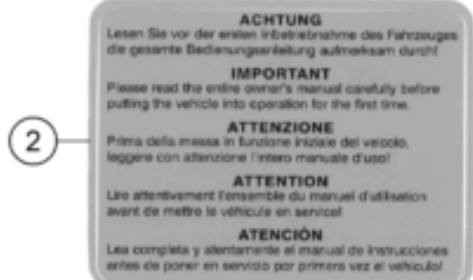 ACHTUNG
Lesen Sie vor der ersten Inbetriebnahme des Fahrzeuges
die gesamte Bedienungsanleitung aufmerksam durch!
IMPORTANT
Please read the entire owner's manual carefully before
putting the vehicle into operation for the first time.
ATTENZIONE
Prima della messa in funzione iniziale del veicolo,
leggere con attenzione l'intero manuale d'uso!
ATTENTION
Lire attentivement l'ensemble du manuel d'utilisation
avant de mettre le véhicule en service!
ATENCIÓN
Lea completa y atentamente el manual de instrucciones
antes de poner en servicio por primera vez el vehículo!
2